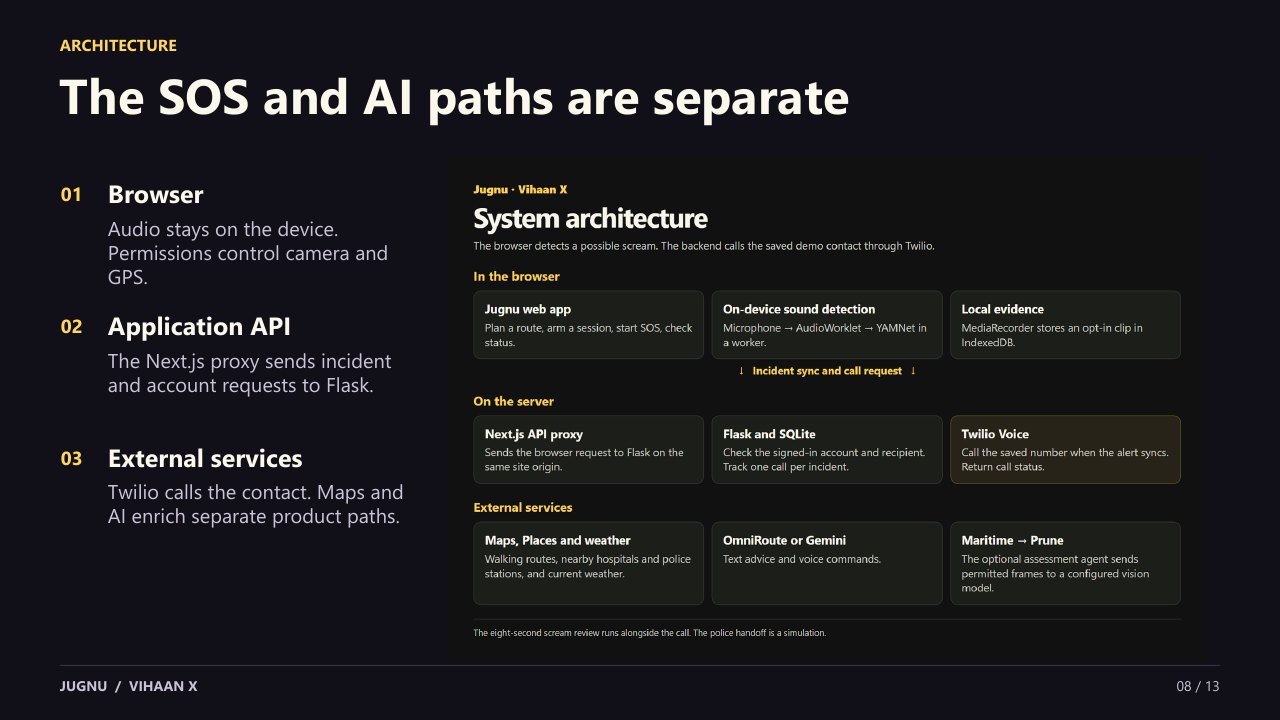 ARCHITECTURE
The SOS and AI paths are separate
01 Browser
Audio stays on the device.
Permissions control camera and
GPS.
02 Application API
The Next.js proxy sends incident
and account requests to Flask.
03 External services
Twilio calls the contact. Maps and
AI enrich separate product paths.
Jugnu · Vihaan X
System architecture
The browser detects a possible scream. The backend calls the saved demo contact through Twilio.
In the browser
Jugnu web app
Plan a route, arm a session, start SOS, check
status.
On-device sound detection
Microphone → AudioWorklet → YAMNet in
a worker.
Local evidence
MediaRecorder stores an opt-in clip in
IndexedDB.
↓ Incident sync and call request ↓
On the server
Next.js API proxy
Sends the browser request to Flask on the
same site origin.
Flask and SQLite
Check the signed-in account and recipient.
Track one call per incident.
Twilio Voice
Call the saved number when the alert syncs.
Return call status.
External services
Maps, Places and weather
Walking routes, nearby hospitals and police
stations, and current weather.
OmniRoute or Gemini
Text advice and voice commands.
Maritime → Prune
The optional assessment agent sends
permitted frames to a configured vision
model.
The eight-second scream review runs alongside the call. The police handoff is a simulation.
JUGNU / VIHAAN X
08 / 13